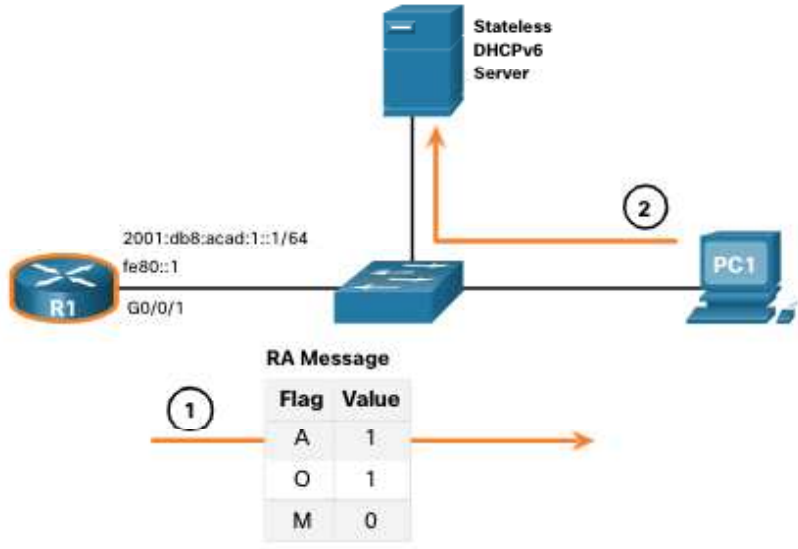 Stateless
DHCPv6
Server
2
2001:db8:acad:1::1/64
fe80::1
PC1
R1
G0/0/1
RA Message
1
Flag Value
A 1
O 1
M 0